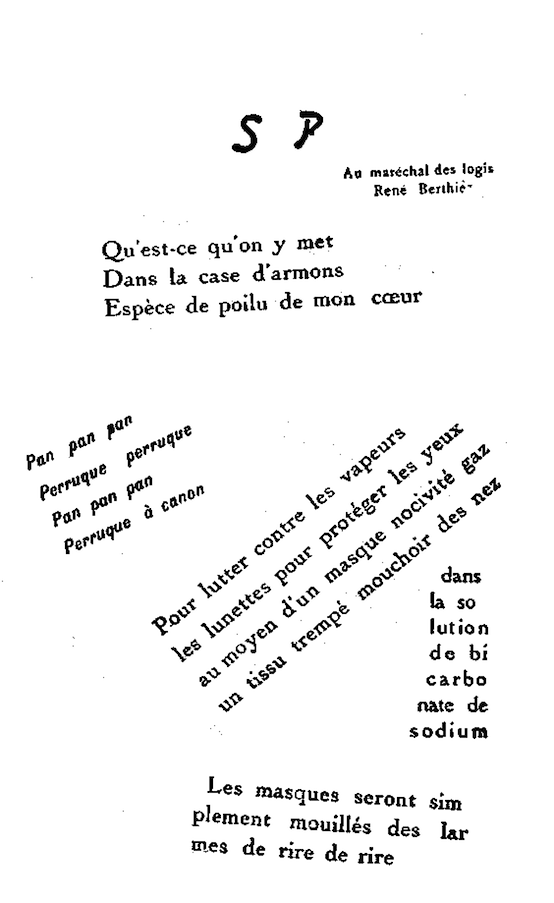 S P
Au maréchal des logis
René Berthie
Qu'est-ce qu'on y met
Dans la case d'armons
Espèce de poilu de mon cœur
Pan pan pan
Perruque perruque
Pan pan pan
Perruque à canon
Pour lutter contre les vapeurs
les lunettes pour protéger les yeux
au moyen d'un masque nocivité gaz
un tissu trempé mouchoir des nez
dans
la so
lution
de bi
carbo
nate de
sodium
Les masques seront sim
plement mouillés des lar
mes de rire de rire